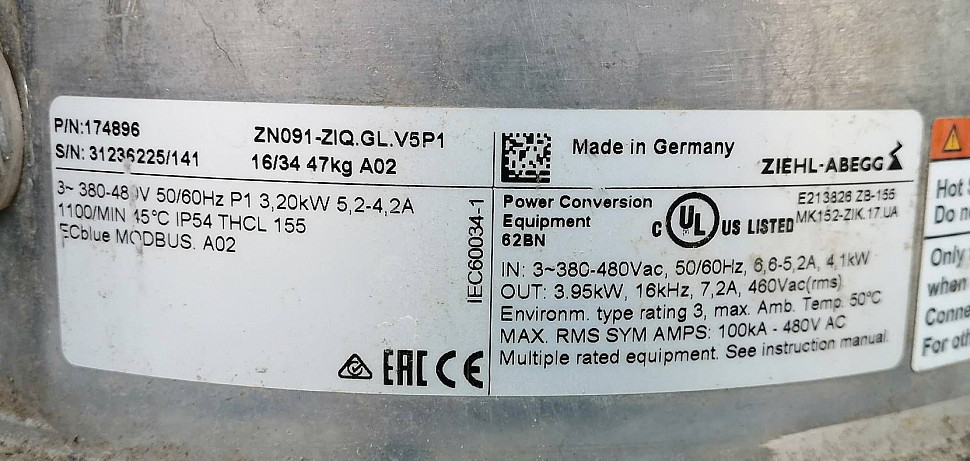 P/N:174896
S/N: 31236225/141
ZN091-ZIQ.GL.V5P1
16/34 47kg A02
3~ 380-480V 50/60Hz P1 3,20kW 5,2-4,2A
1100/MIN 45°C IP54 THCL 155
ECblue MODBUS. A02
IEC60034-1
EAC CE
Made in Germany
ZIEHL-ABEGG
Power Conversion
Equipment
62BN
C UL US LISTED
E213826 ZB-155
MK152-ZIK.17.UA
IN: 3~380-480Vac, 50/60Hz, 6,6-5,2A, 4,1kW
OUT: 3.95kW, 16kHz, 7,2A, 460Vac(rms)
Environm. type rating 3, max. Amb. Temp. 50°C
MAX. RMS SYM AMPS: 100kA - 480V AC
Multiple rated equipment. See instruction manual.
Hot
Do
Only
when
For